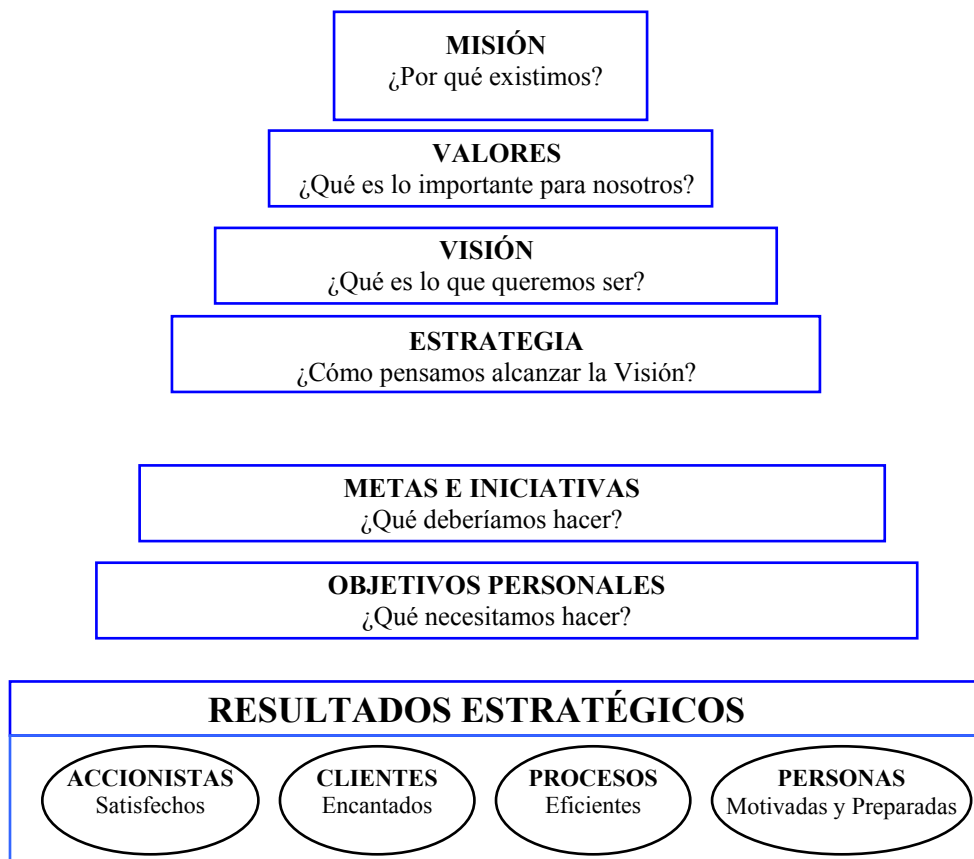 MISIÓN
¿Por qué existimos?
VALORES
¿Qué es lo importante para nosotros?
VISIÓN
¿Qué es lo que queremos ser?
ESTRATEGIA
¿Cómo pensamos alcanzar la Visión?
METAS E INICIATIVAS
¿Qué deberíamos hacer?
OBJETIVOS PERSONALES
¿Qué necesitamos hacer?
RESULTADOS ESTRATÉGICOS
ACCIONISTAS
Satisfechos
CLIENTES
Encantados
PROCESOS
Eficientes
PERSONAS
Motivadas y Preparadas